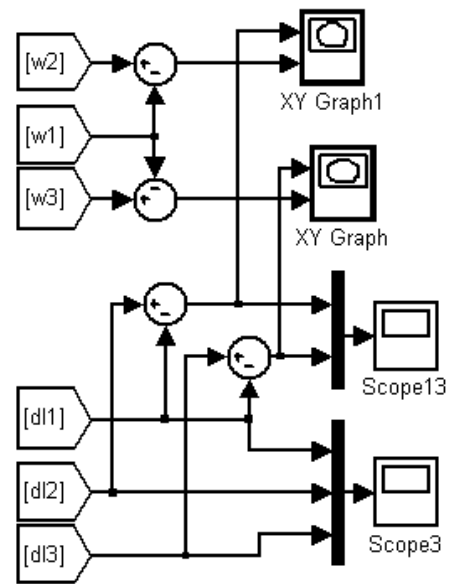 [w2]
XY Graph1
[w1]
[w3]
XY Graph
Scope13
[dl1]
[dl2]
Scope3
[dl3]